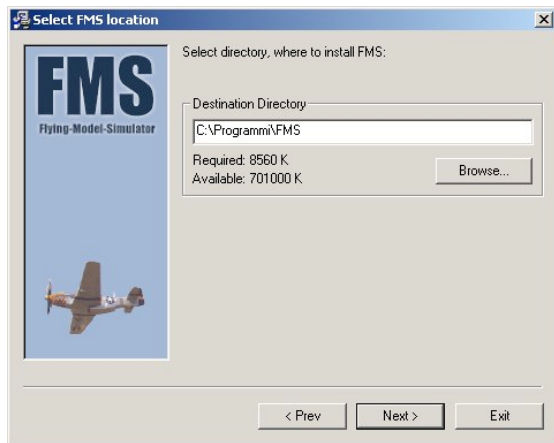 Select FMS location
FMS
Flying-Model-Simulator
Select directory, where to install FMS:
Destination Directory
C:\Programmi\FMS
Required: 8560 K
Available: 701000 K
Browse...
< Prev
Next >
Exit